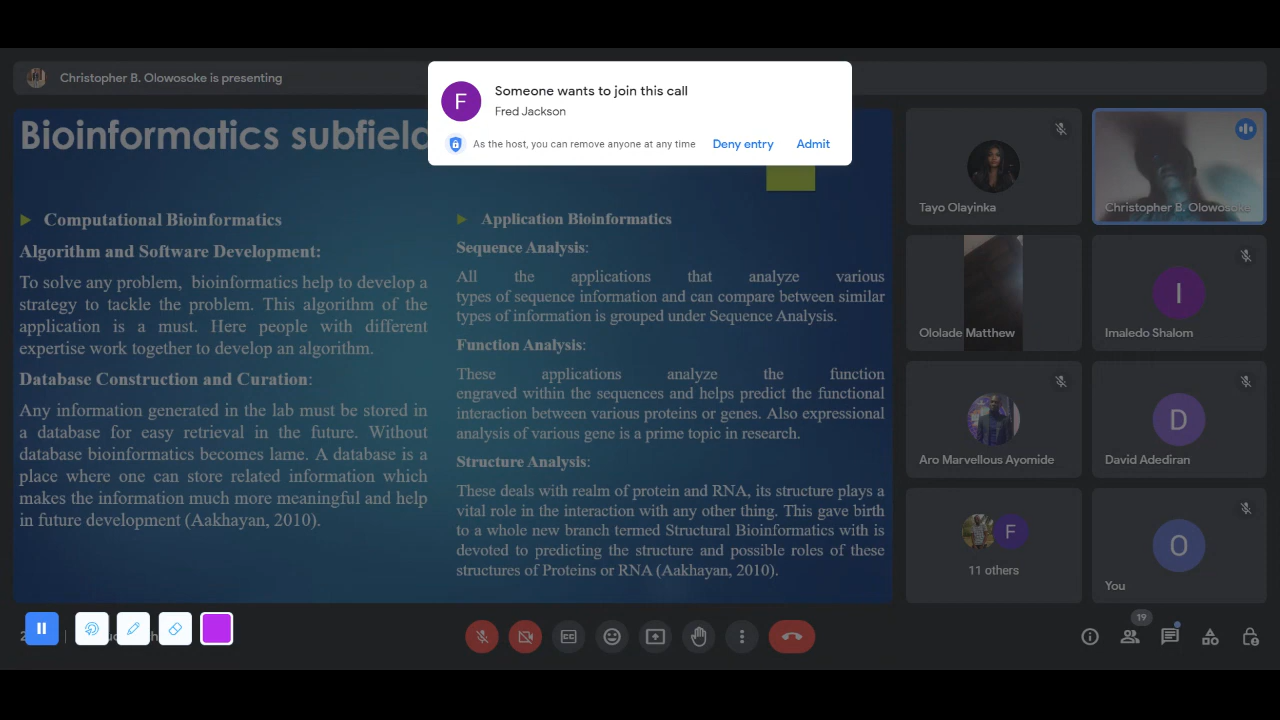 Christopher B. Olowosoke is presenting
F
Someone wants to join this call
Fred Jackson
As the host, you can remove anyone at any time
Deny entry
Admit
Bioinformatics subfield
Computational Bioinformatics
Algorithm and Software Development:
To solve any problem, bioinformatics help to develop a
strategy to tackle the problem. This algorithm of the
application is a must. Here people with different
expertise work together to develop an algorithm.
Database Construction and Curation:
Any information generated in the lab must be stored in
a database for easy retrieval in the future. Without
database bioinformatics becomes lame. A database is a
place where one can store related information which
makes the information much more meaningful and help
in future development (Aakhayan, 2010).
Application Bioinformatics
Sequence Analysis:
All the applications that analyze various
types of sequence information and can compare between similar
types of information is grouped under Sequence Analysis.
Function Analysis:
These applications analyze the function
engraved within the sequences and helps predict the functional
interaction between various proteins or genes. Also expressional
analysis of various gene is a prime topic in research.
Structure Analysis:
These deals with realm of protein and RNA, its structure plays a
vital role in the interaction with any other thing. This gave birth
to a whole new branch termed Structural Bioinformatics with is
devoted to predicting the structure and possible roles of these
structures of Proteins or RNA (Aakhayan, 2010).
Tayo Olayinka
Christopher B. Olowosoke
Ololade Matthew
I
Imaledo Shalom
Aro Marvellous Ayomide
D
David Adediran
F
11 others
O
You
CC
19